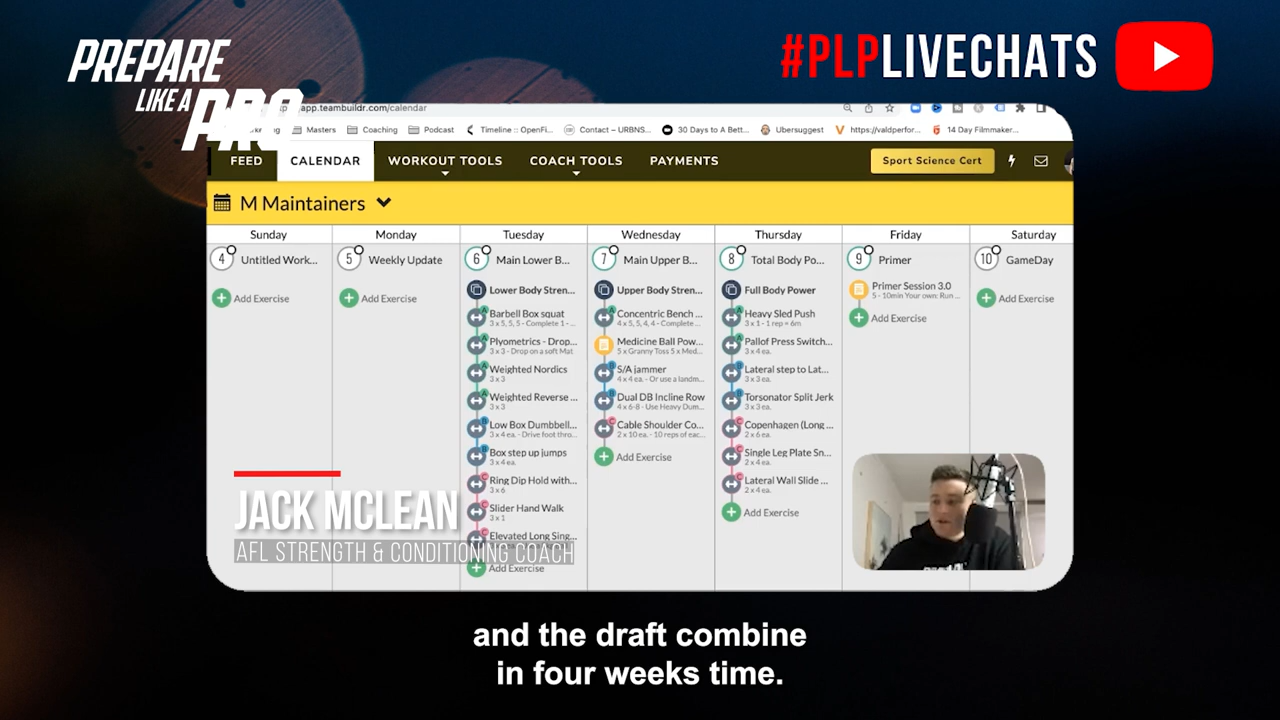 PREPARE
LIKE A PRO
#PLPLIVECHATS
app.teambuildr.com/calendar
Masters
Coaching
Podcast
Timeline :: OpenFi...
Contact – URBNS...
30 Days to A Bett...
Ubersuggest
https://valdperfor...
14 Day Filmmaker...
FEED
CALENDAR
WORKOUT TOOLS
COACH TOOLS
PAYMENTS
Sport Science Cert
M Maintainers
Sunday
4
Untitled Work...
Add Exercise
Monday
5
Weekly Update
Add Exercise
Tuesday
6
Main Lower B...
Lower Body Stren...
A
Barbell Box squat
3 x 5, 5, 5 - Complete 1 - ...
A
Plyometrics - Drop...
3 x 3 - Drop on a soft Mat
A
Weighted Nordics
3 x 3
A
Weighted Reverse ...
3 x 3
B
Low Box Dumbbell...
3 x 4 ea. - Drive foot thro...
B
Box step up jumps
3 x 4 ea.
C
Ring Dip Hold with...
3 x 6
C
Slider Hand Walk
3 x 1
C
Elevated Long Sing...
Add Exercise
Wednesday
7
Main Upper B...
Upper Body Stren...
A
Concentric Bench ...
4 x 5, 5, 4, 4 - Complete ...
Medicine Ball Pow...
5 x Granny Toss 5 x Med...
B
S/A jammer
4 x 4 ea. - Or use a landm...
B
Dual DB Incline Row
4 x 6-8 - Use Heavy Dum...
C
Cable Shoulder Co...
2 x 10 ea. - 10 reps of eac...
Add Exercise
Thursday
8
Total Body Po...
Full Body Power
A
Heavy Sled Push
3 x 1 - 1 rep = 6m
A
Pallof Press Switch...
3 x 4 ea.
B
Lateral step to Lat...
3 x 3 ea.
B
Torsonator Split Jerk
3 x 3 ea.
C
Copenhagen (Long ...
2 x 6 ea.
C
Single Leg Plate Sn...
2 x 4 ea.
C
Lateral Wall Slide ...
2 x 4 ea.
Add Exercise
Friday
9
Primer
Primer Session 3.0
5 - 10min Your own: Run ...
Add Exercise
Saturday
10
GameDay
Add Exercise
JACK MCLEAN
AFL STRENGTH & CONDITIONING COACH
and the draft combine
in four weeks time.